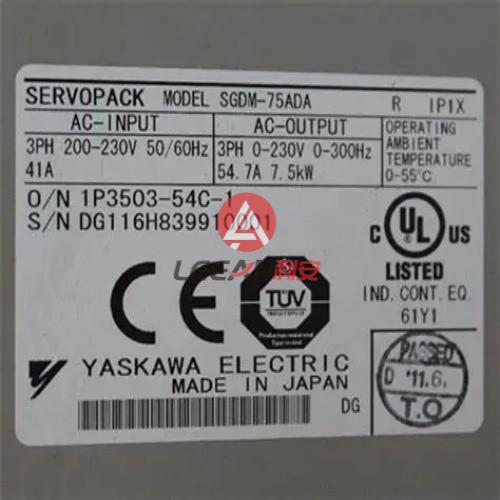 SERVOPACK MODEL SGDM-75ADA R IP1X
AC-INPUT AC-OUTPUT OPERATING AMBIENT TEMPERATURE 0-55°C
3PH 200-230V 50/60Hz 3PH 0-230V 0-300Hz
41A 54.7A 7.5kW
O/N 1P3503-54C-1
S/N DG116H839910001
C UL US
LISTED
IND. CONT. EQ.
61Y1
CE TÜV
YASKAWA ELECTRIC
MADE IN JAPAN
DG
PASSED
D '11.6.
T.O
利安